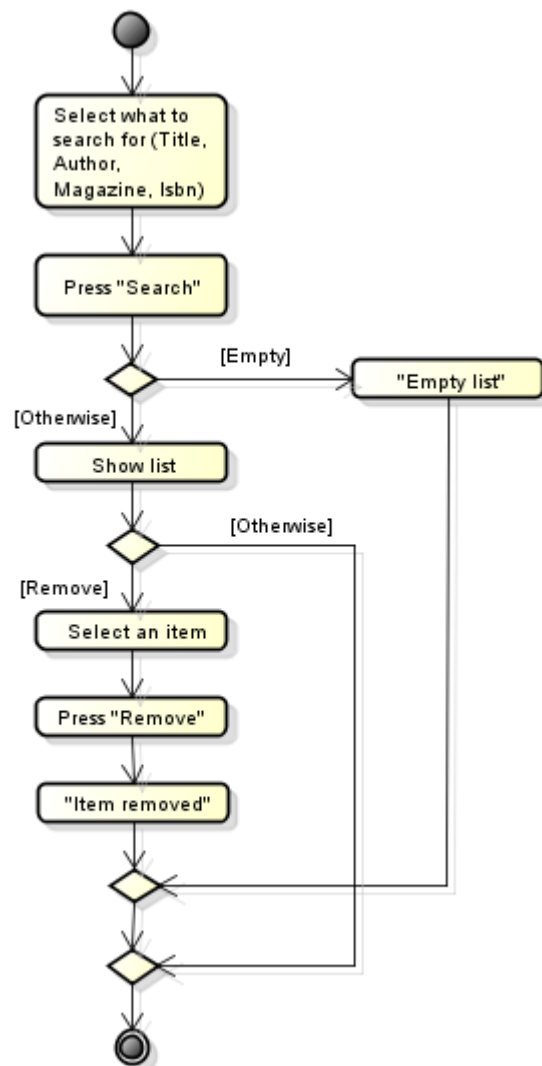 Select what to
search for (Title,
Author,
Magazine, Isbn)
Press "Search"
[Empty]
"Empty list"
[Otherwise]
Show list
[Otherwise]
[Remove]
Select an item
Press "Remove"
"Item removed"